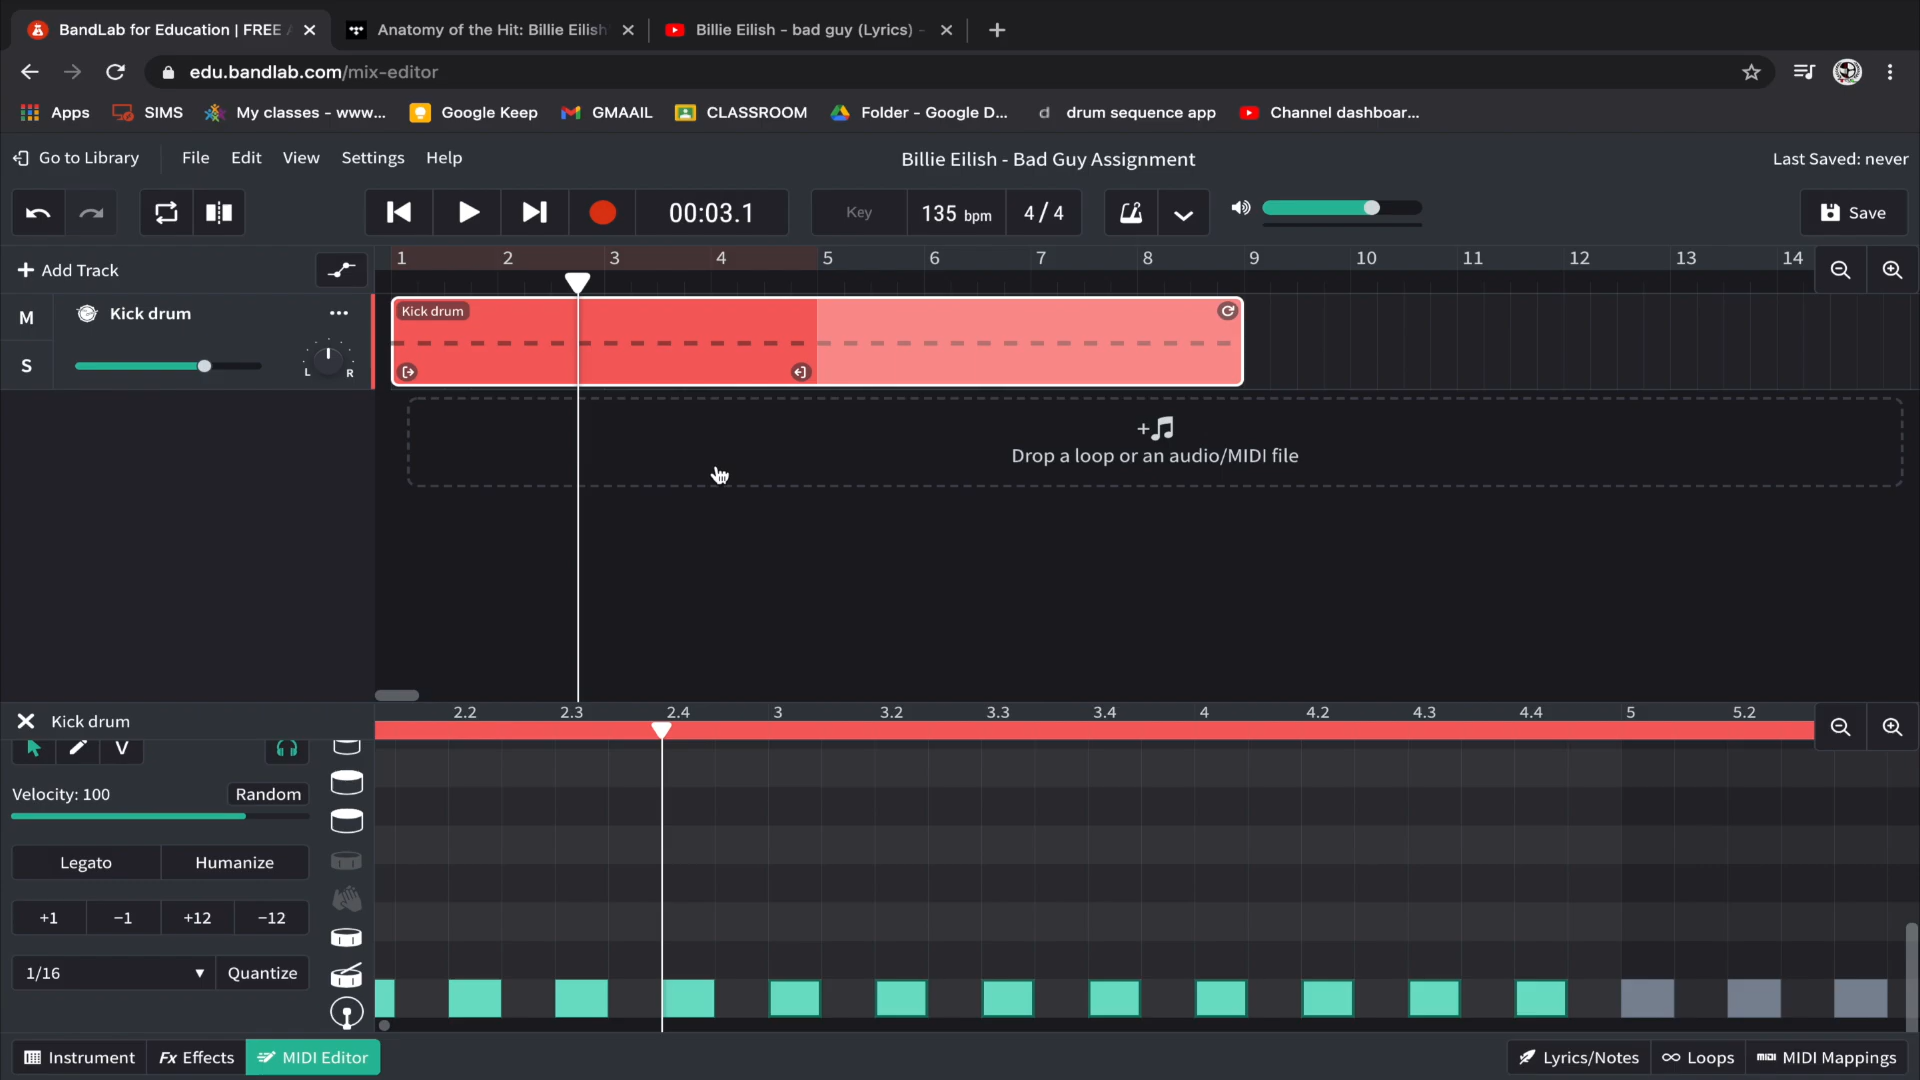 BandLab for Education | FREE
Anatomy of the Hit: Billie Eilish
Billie Eilish - bad guy (Lyrics) -
edu.bandlab.com/mix-editor
Apps
SIMS
My classes - www...
Google Keep
GMAAIL
CLASSROOM
Folder - Google D...
d drum sequence app
Channel dashboar...
Go to Library
File
Edit
View
Settings
Help
Billie Eilish - Bad Guy Assignment
Last Saved: never
00:03.1
Key
135 bpm
4 / 4
Save
+ Add Track
1 2 3 4 5 6 7 8 9 10 11 12 13 14
M
Kick drum
...
S
L R
Kick drum
+
Drop a loop or an audio/MIDI file
Kick drum
2.2 2.3 2.4 3 3.2 3.3 3.4 4 4.2 4.3 4.4 5 5.2
V
Velocity: 100
Random
Legato
Humanize
+1
−1
+12
−12
1/16
Quantize
Instrument
Fx Effects
MIDI Editor
Lyrics/Notes
Loops
MIDI MIDI Mappings